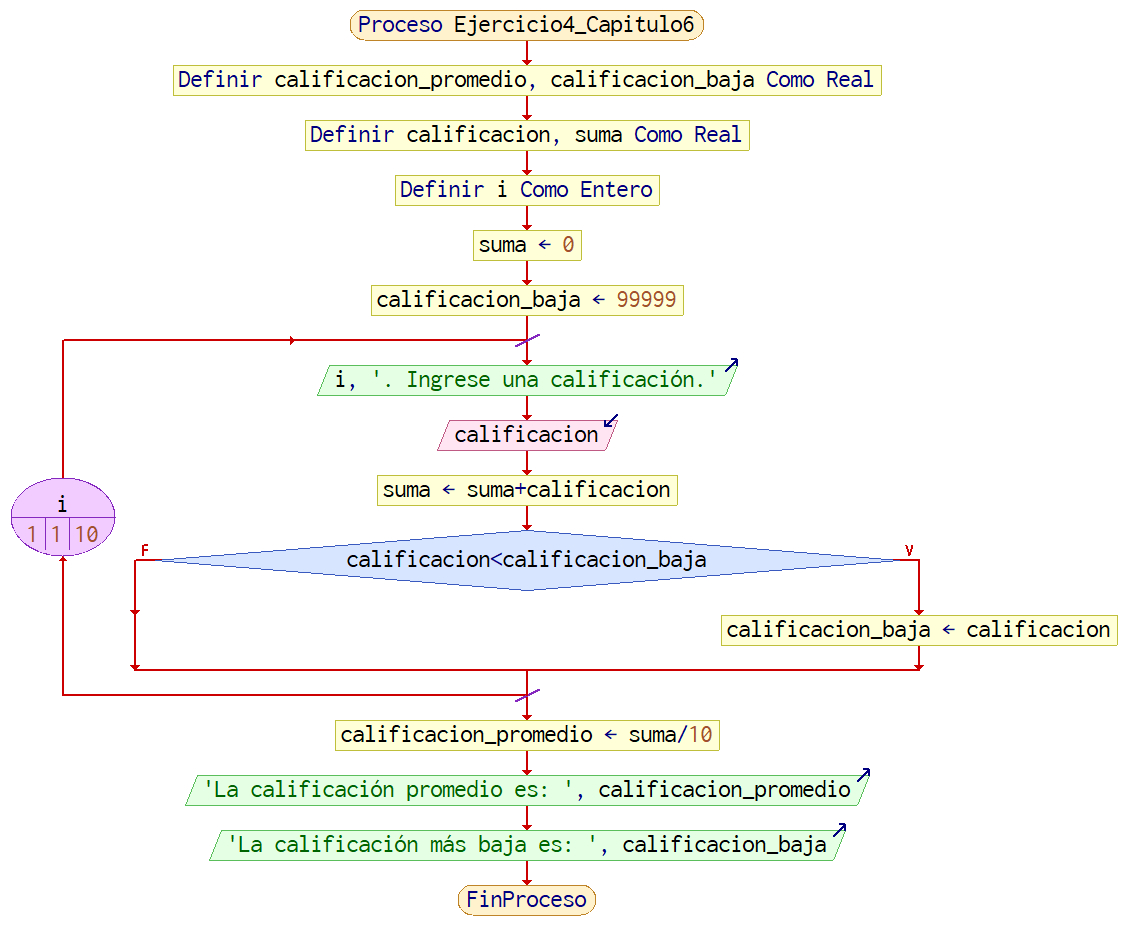 Proceso Ejercicio4_Capitulo6
Definir calificacion_promedio, calificacion_baja Como Real
Definir calificacion, suma Como Real
Definir i Como Entero
suma ← 0
calificacion_baja ← 99999
i, '. Ingrese una calificación.'
calificacion
suma ← suma+calificacion
i
1 1 10
F
calificacion<calificacion_baja
V
calificacion_baja ← calificacion
calificacion_promedio ← suma/10
'La calificación promedio es: ', calificacion_promedio
'La calificación más baja es: ', calificacion_baja
FinProceso